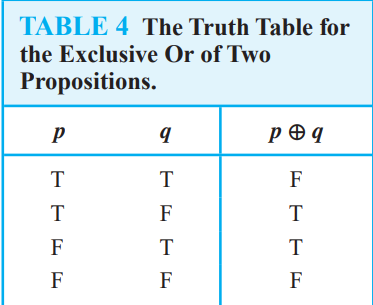 TABLE 4 The Truth Table for
the Exclusive Or of Two
Propositions.
p q p ⊕ q
T T F
T F T
F T T
F F F